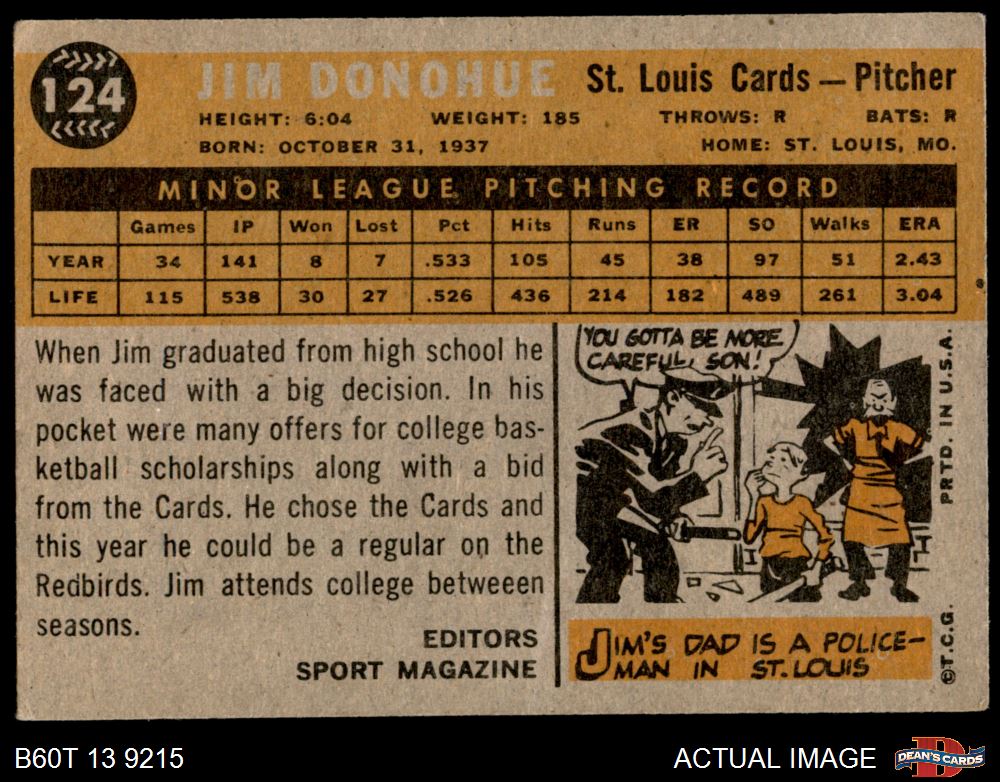 124
JIM DONOHUE St. Louis Cards — Pitcher
HEIGHT: 6:04 WEIGHT: 185 THROWS: R BATS: R
BORN: OCTOBER 31, 1937 HOME: ST. LOUIS, MO.
MINOR LEAGUE PITCHING RECORD
Games IP Won Lost Pct Hits Runs ER SO Walks ERA
YEAR 34 141 8 7 .533 105 45 38 97 51 2.43
LIFE 115 538 30 27 .526 436 214 182 489 261 3.04
When Jim graduated from high school he
was faced with a big decision. In his
pocket were many offers for college bas-
ketball scholarships along with a bid
from the Cards. He chose the Cards and
this year he could be a regular on the
Redbirds. Jim attends college betweeen
seasons.
EDITORS
SPORT MAGAZINE
YOU GOTTA BE MORE
CAREFUL, SON!
JIM'S DAD IS A POLICE-
MAN IN ST. LOUIS
©T.C.G. PRTD. IN U.S.A.
B60T 13 9215 ACTUAL IMAGE
D
DEAN'S CARDS